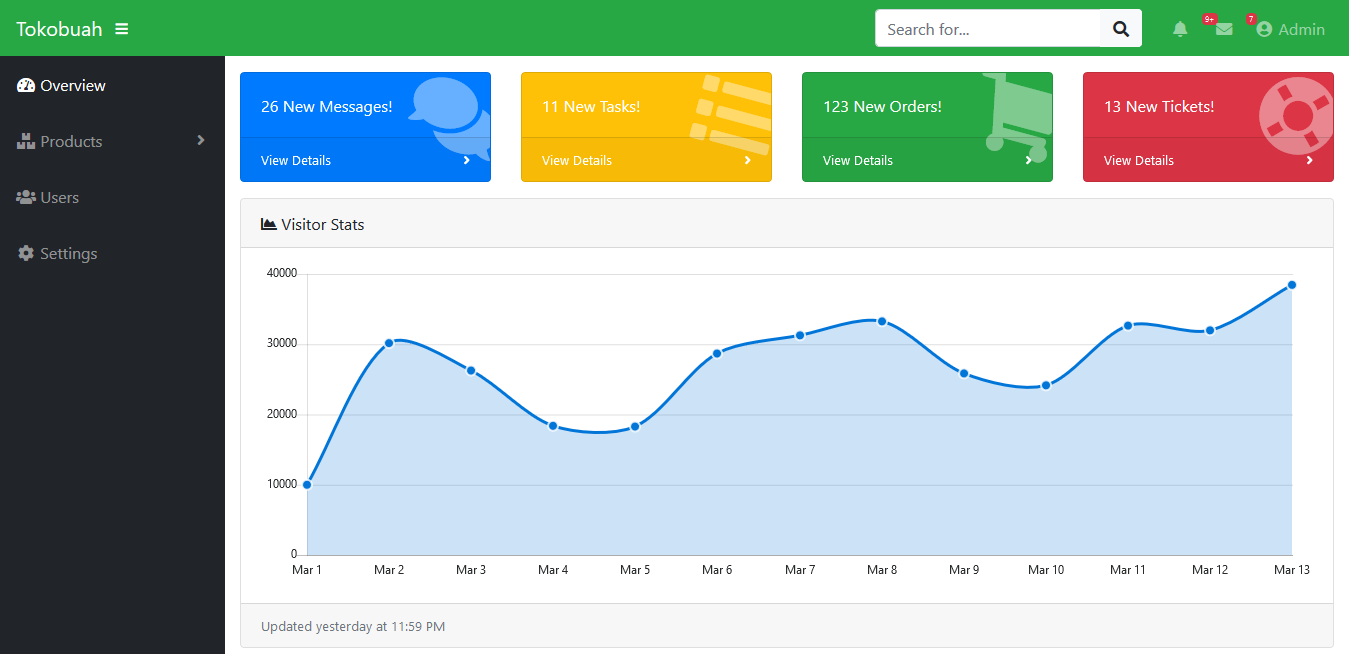 Tokobuah
Search for...
9+
7
Admin
Overview
Products
Users
Settings
26 New Messages!
View Details
11 New Tasks!
View Details
123 New Orders!
View Details
13 New Tickets!
View Details
Visitor Stats
40000
30000
20000
10000
0
Mar 1 Mar 2 Mar 3 Mar 4 Mar 5 Mar 6 Mar 7 Mar 8 Mar 9 Mar 10 Mar 11 Mar 12 Mar 13
Updated yesterday at 11:59 PM